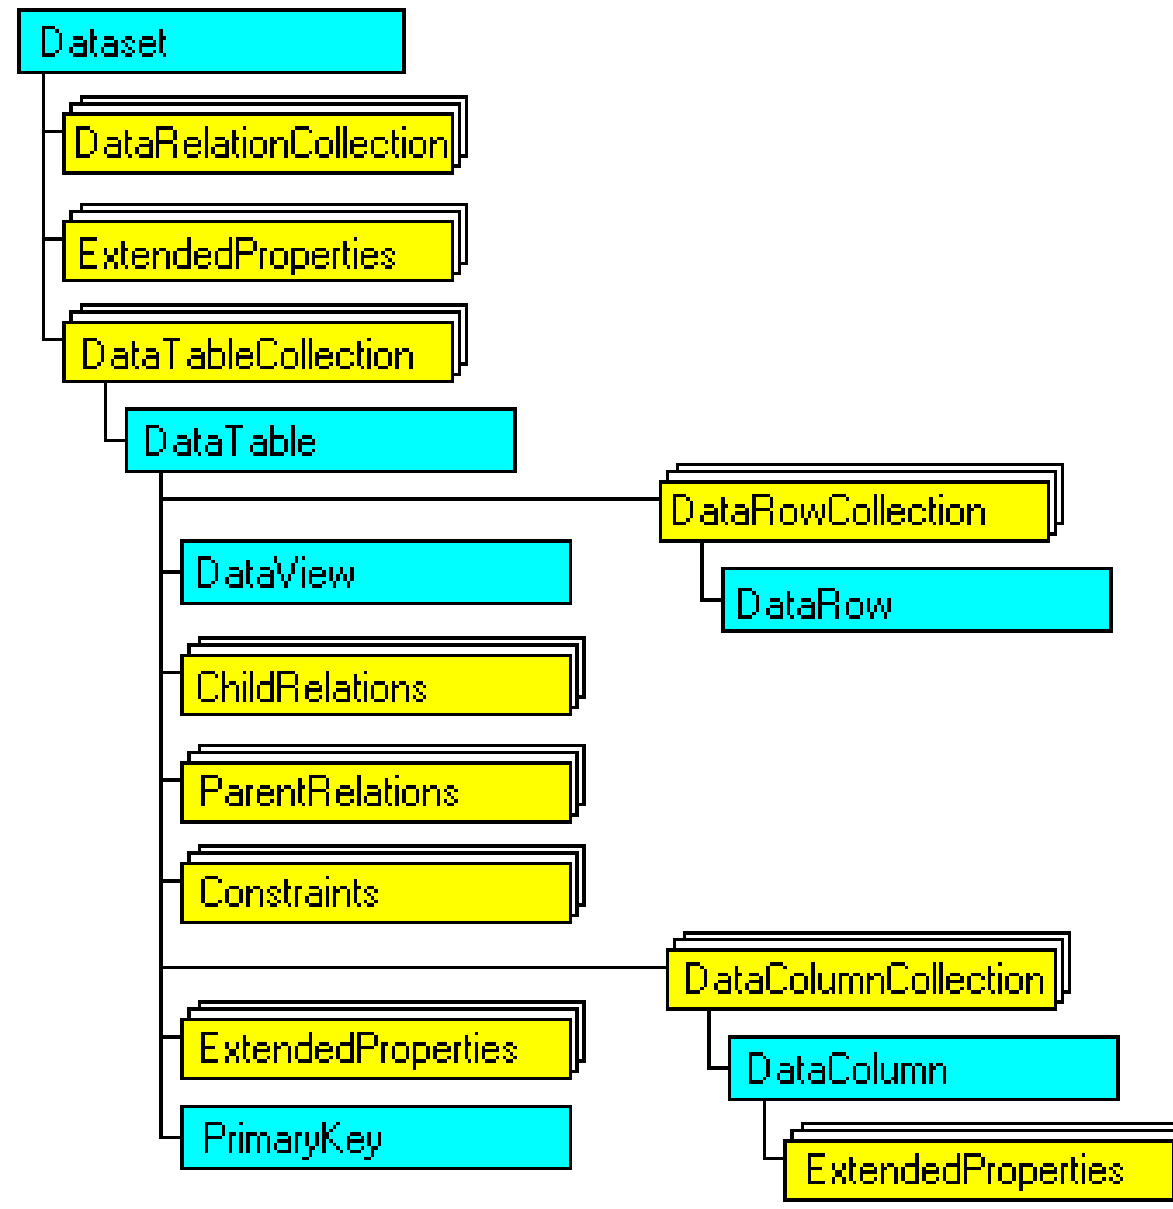 Dataset
DataRelationCollection
ExtendedProperties
DataTableCollection
DataTable
DataRowCollection
DataView
DataRow
ChildRelations
ParentRelations
Constraints
DataColumnCollection
ExtendedProperties
DataColumn
PrimaryKey
ExtendedProperties